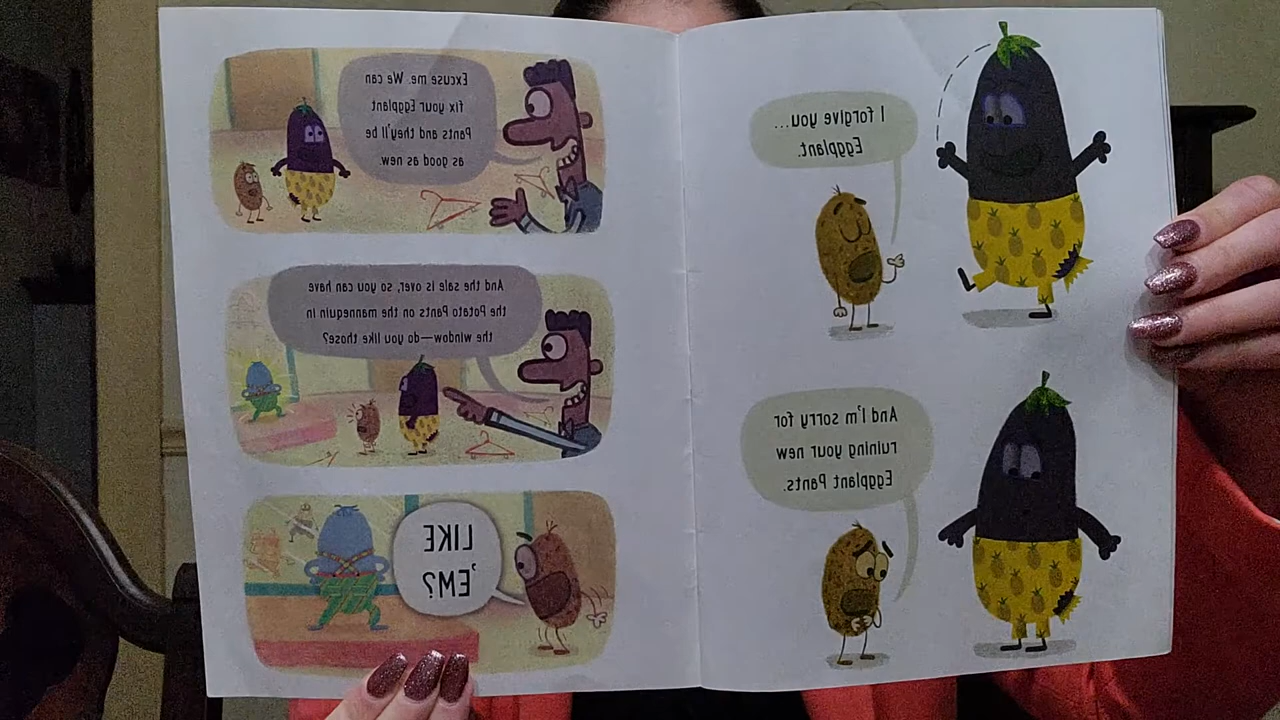 I forgive you...
Eggplant.
And I'm sorry for
ruining your new
Eggplant Pants.
Excuse me. We can
fix your Eggplant
Pants and they'll be
as good as new.
And the sale is over, so you can have
the Potato Pants on the mannequin in
the window—do you like those?
LIKE
'EM?